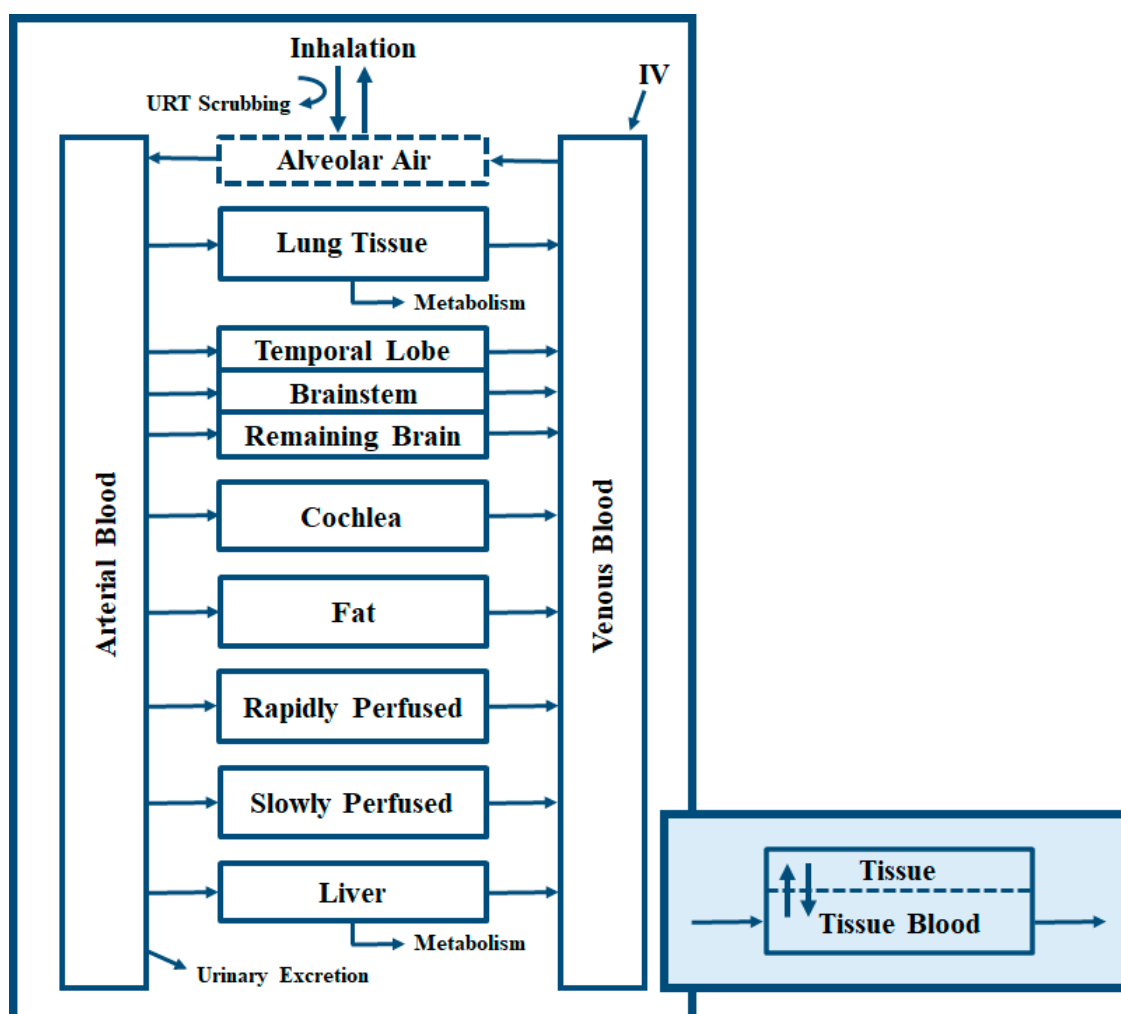 Inhalation
IV
URT Scrubbing
Alveolar Air
Lung Tissue
Metabolism
Temporal Lobe
Brainstem
Remaining Brain
Cochlea
Arterial Blood
Venous Blood
Fat
Rapidly Perfused
Slowly Perfused
Liver
Metabolism
Urinary Excretion
Tissue
Tissue Blood